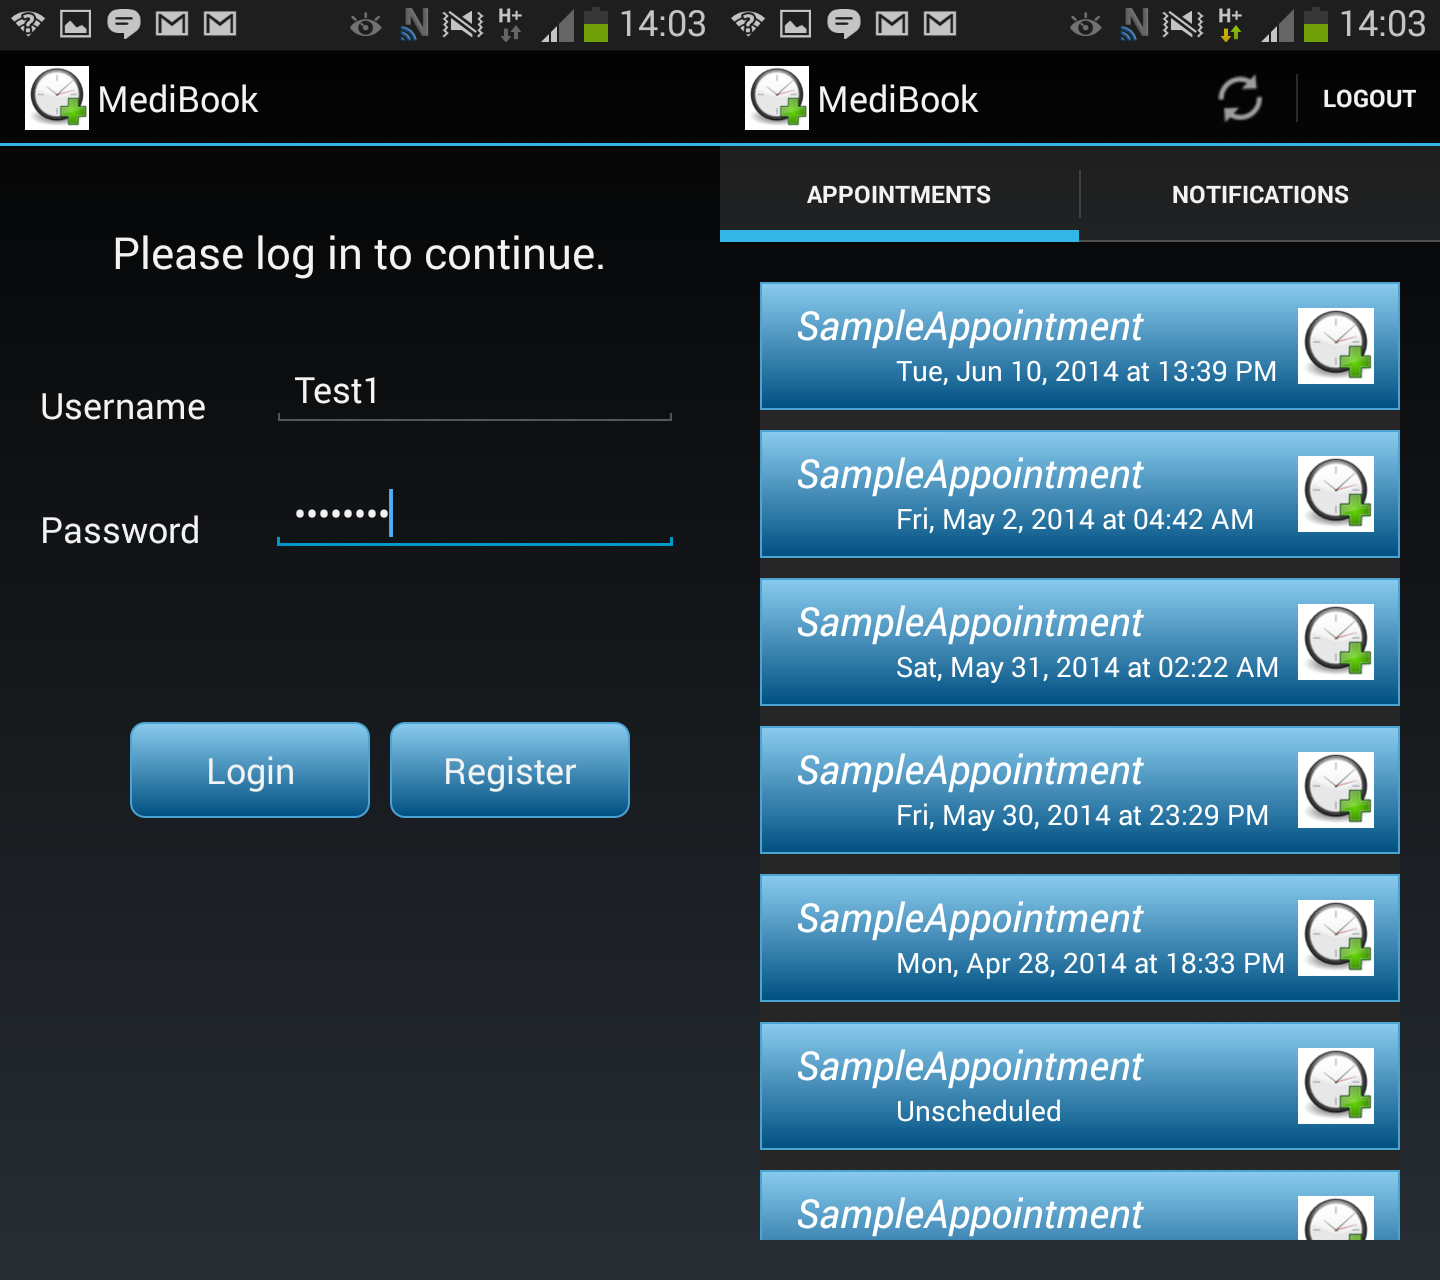 H+
14:03
MediBook
Please log in to continue.
Username
Test1
Password
••••••••
Login
Register
H+
14:03
MediBook
LOGOUT
APPOINTMENTS
NOTIFICATIONS
SampleAppointment
Tue, Jun 10, 2014 at 13:39 PM
SampleAppointment
Fri, May 2, 2014 at 04:42 AM
SampleAppointment
Sat, May 31, 2014 at 02:22 AM
SampleAppointment
Fri, May 30, 2014 at 23:29 PM
SampleAppointment
Mon, Apr 28, 2014 at 18:33 PM
SampleAppointment
Unscheduled
SampleAppointment